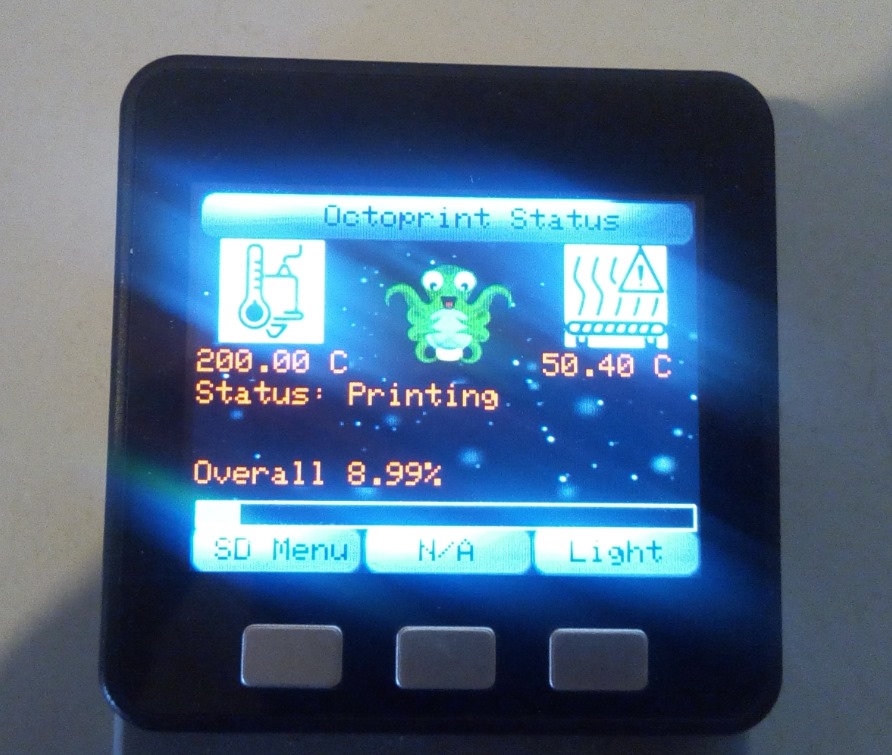 Octoprint Status
200.00 C 50.40 C
Status: Printing
Overall 8.99%
SD Menu N/A Light